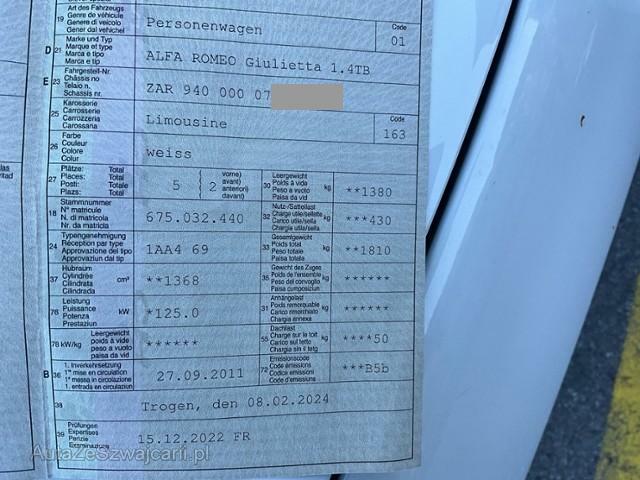 Art des Fahrzeugs
19 Genre de véhicule
Genere di veicolo
Gener dal vehichel
Personenwagen
Code
01
D 21 Marke und Typ
Marque et type
Marca e tipo
Marca e tip
ALFA ROMEO Giulietta 1.4TB
E 23 Fahrgestell-Nr.
Châssis no
Telaio n.
Schassis nr.
ZAR 940 000 07
25 Karosserie
Carrosserie
Carrozzeria
Carossaria
Limousine
Code
163
26 Farbe
Couleur
Colore
Colur
weiss
27 Plätze: Total
Places: Total
Posti: Totale
Plazs: Total
5 ( 2 vorne)
avant)
anteriori)
davant)
30 Leergewicht
Poids à vide
Peso a vuoto
Paisa da vid
kg **1380
18 Stammnummer
N° matricule
N. di matricola
Nr. da matricla
675.032.440
32 Nutz-/Sattellast
Charge utile/sellette
Carico utile/sella
Chargia utila/sella
kg ***430
24 Typengenehmigung
Réception par type
Approvazione del tipo
Approvaziun dal tip
1AA4 69
33 Gesamtgewicht
Poids total
Peso totale
Paisa totala
kg **1810
37 Hubraum
Cylindrée
Cilindrata
Cilindrada
cm³ **1368
35 Gewicht des Zuges
Poids de l'ensemble
Peso del convoglio
Paisa cumposiziun
kg ******
76 Leistung
Puissance
Potenza
Prestaziun
kW *125.0
31 Anhängelast
Poids remorquable
Carico rimorchiato
Chargia annexa
kg ******
78 kW/kg Leergewicht
poids à vide
peso a vuoto
paisa da vid
******
55 Dachlast
Charge sur le toit
Carico sul tetto
Chargia sin il tetg
kg ****50
B 36 1. Inverkehrsetzung
1re mise en circulation
1a messa in circolazione
1. entrada en circulaziun
27.09.2011
72 Emissionscode
Code émissions
Codice emissioni
Code d'emissiuns
***B5b
38 Trogen, den 08.02.2024
39 Prüfungen
Expertises
Perizie
Examinaziuns
15.12.2022 FR
AutaZeSzwajcarii.pl